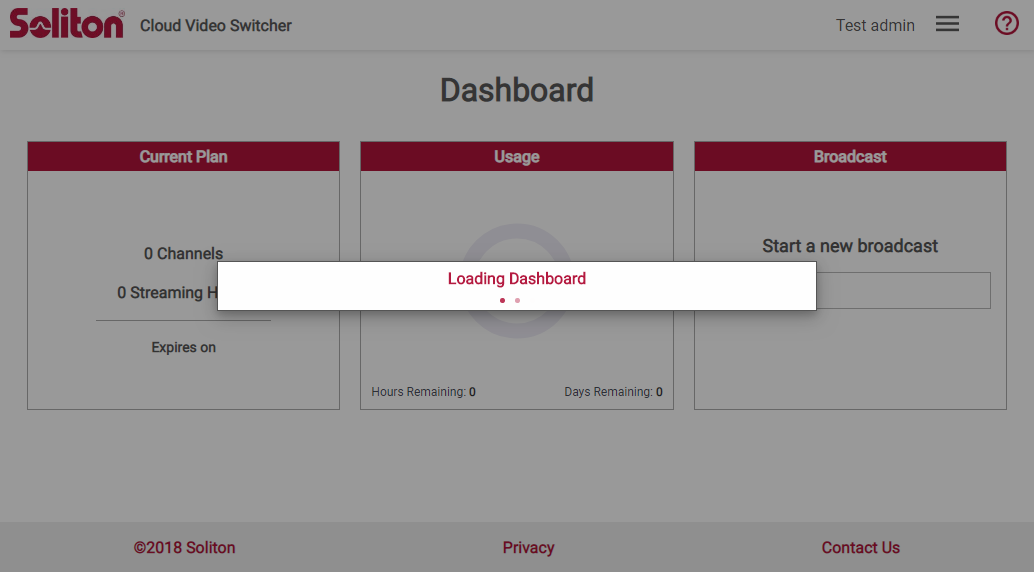 Soliton® Cloud Video Switcher Test admin ?
Dashboard
Current Plan
Usage
Broadcast
0 Channels
0 Streaming H
Expires on
Hours Remaining: 0 Days Remaining: 0
Start a new broadcast
Loading Dashboard
©2018 Soliton Privacy Contact Us